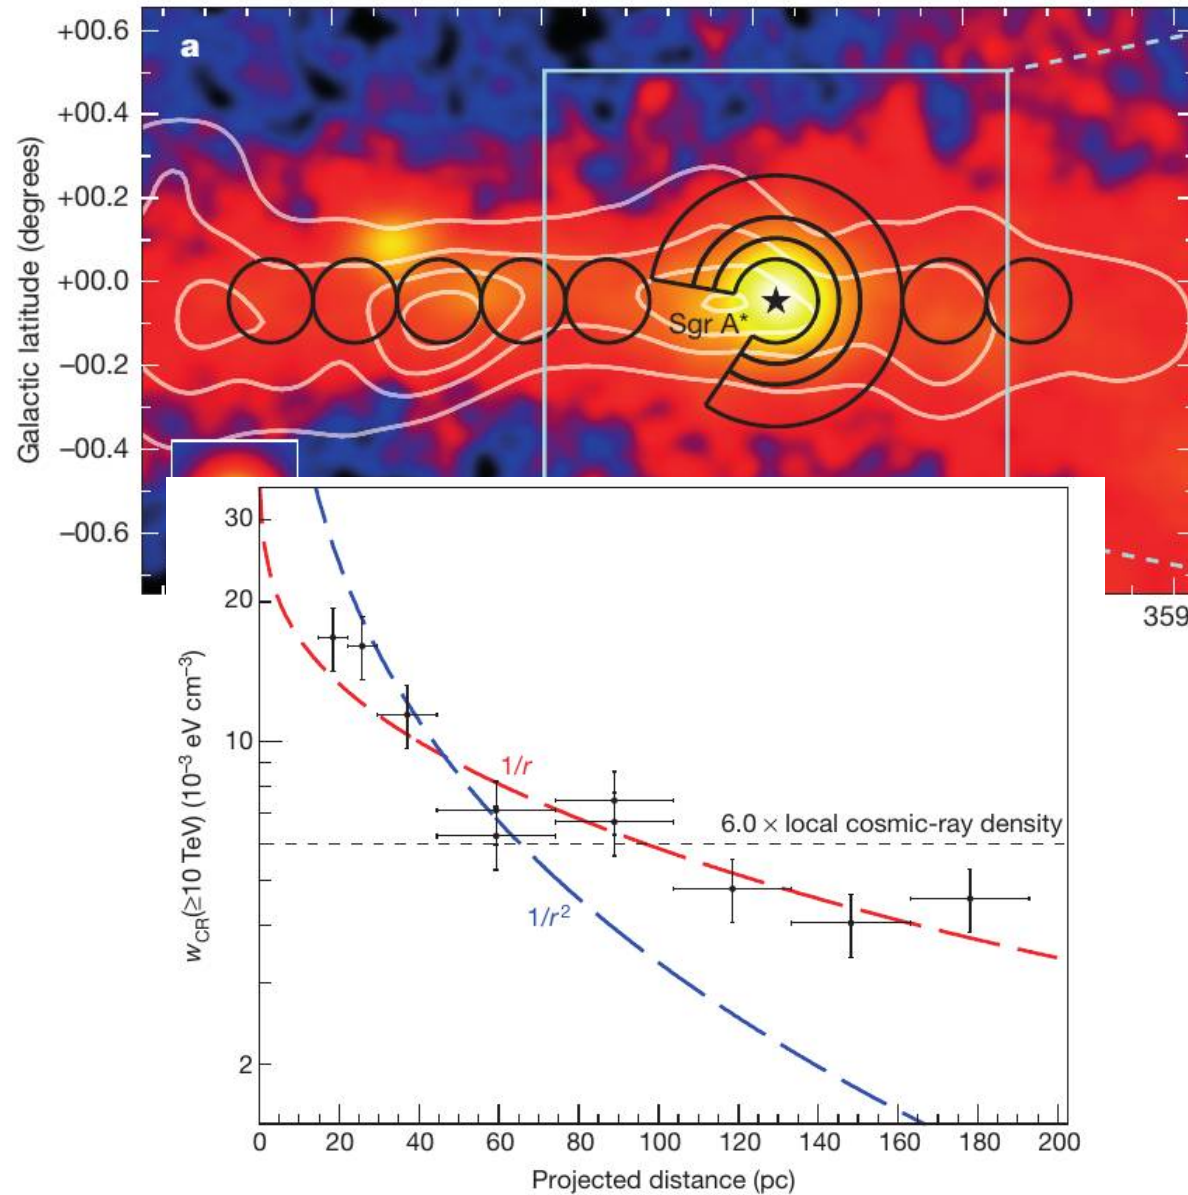 a
+00.6
+00.4
+00.2
+00.0
−00.2
−00.4
−00.6
Galactic latitude (degrees)
Sgr A*
359
30
20
10
2
w_CR(≥10 TeV) (10⁻³ eV cm⁻³)
1/r
1/r²
6.0 × local cosmic-ray density
0 20 40 60 80 100 120 140 160 180 200
Projected distance (pc)